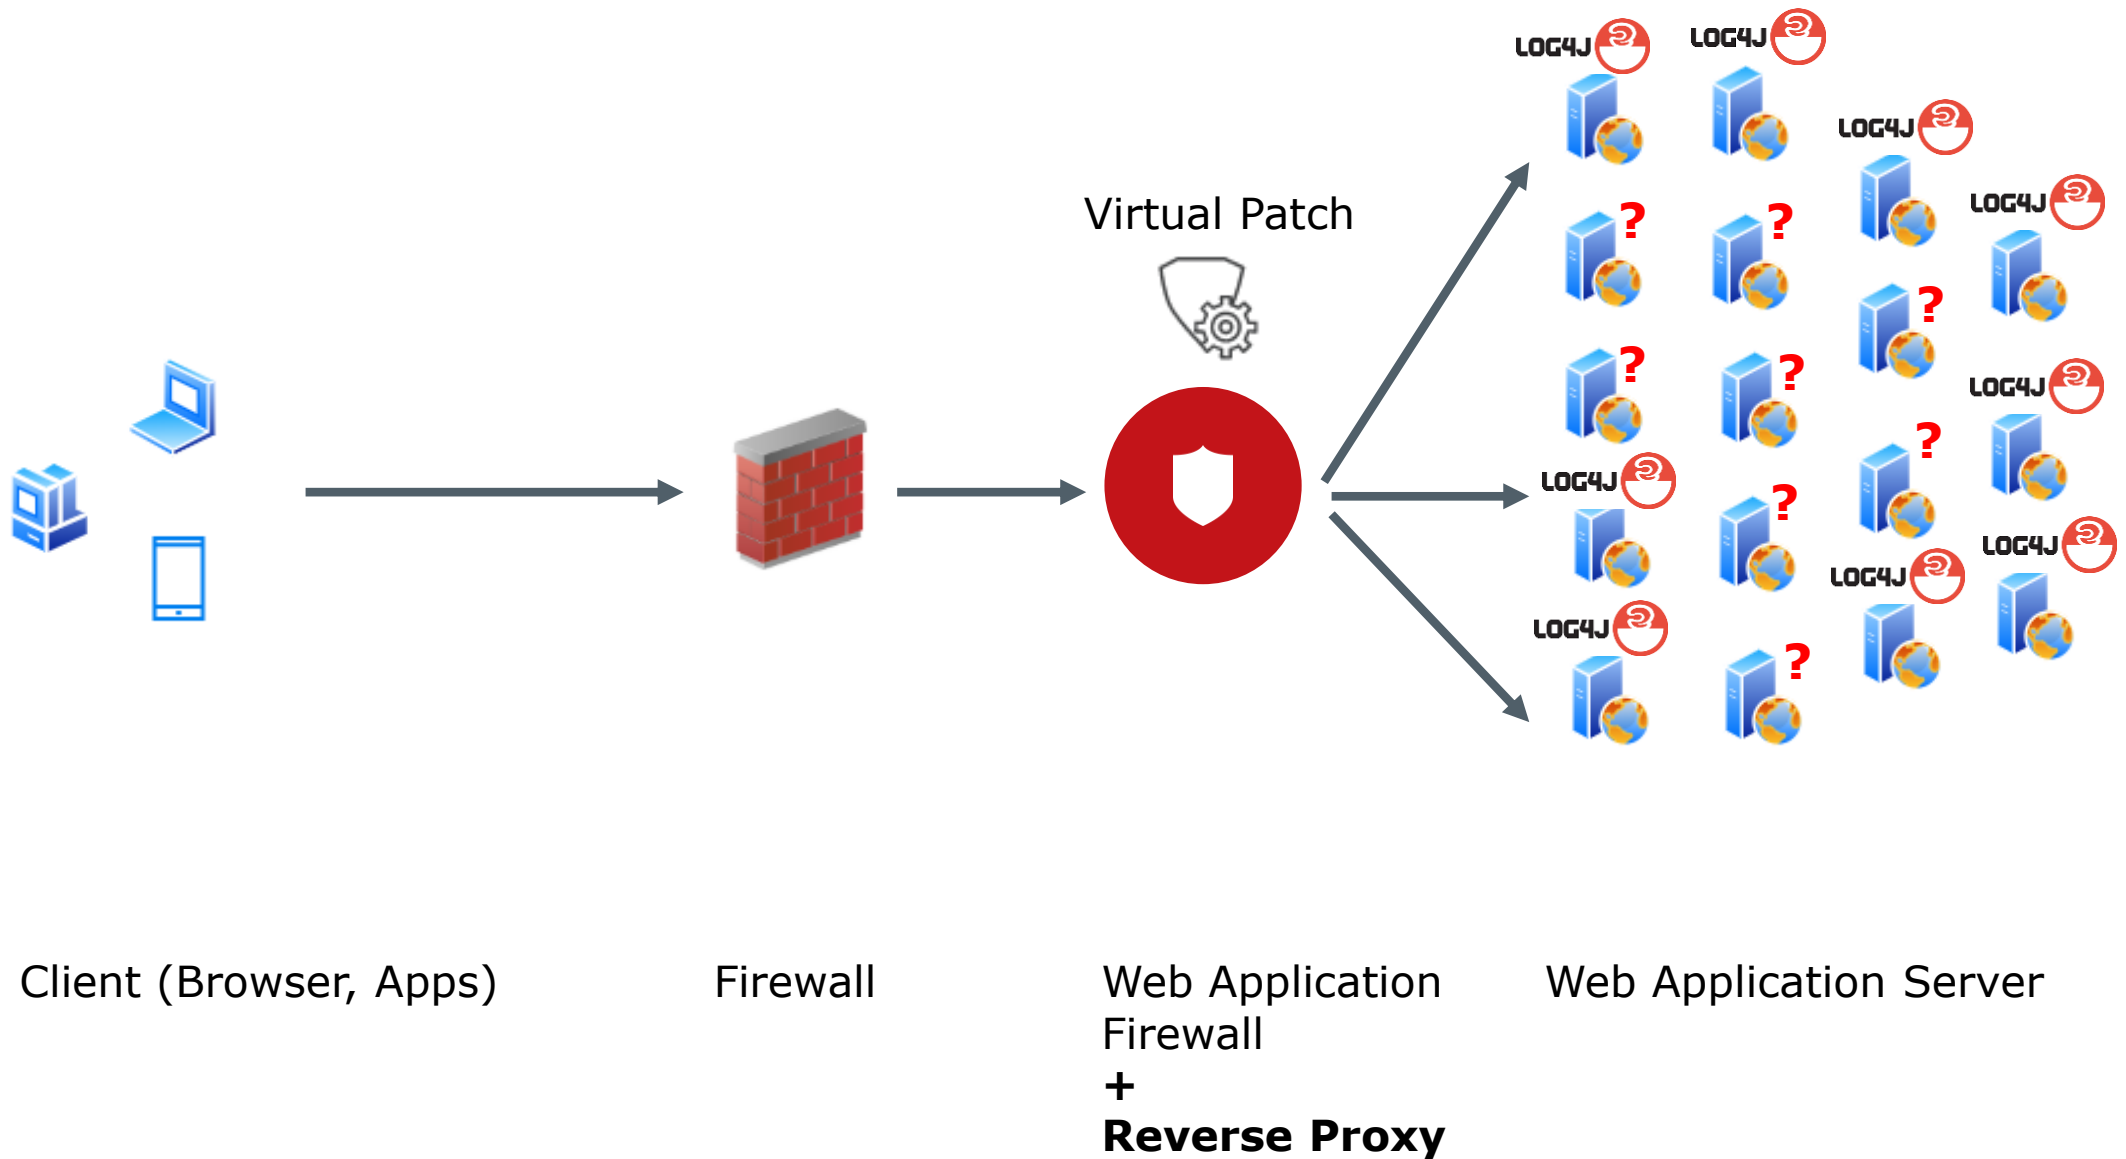 LOG4J
LOG4J
LOG4J
LOG4J
Virtual Patch
?
?
?
?
?
LOG4J
?
LOG4J
?
LOG4J
LOG4J
LOG4J
?
Client (Browser, Apps)
Firewall
Web Application
Firewall
+
Reverse Proxy
Web Application Server